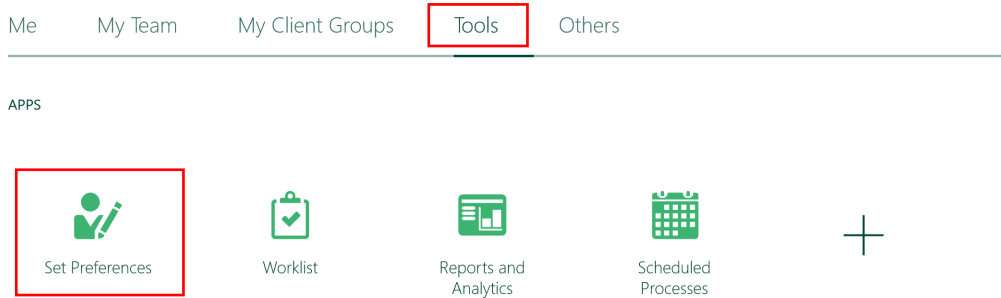 Me My Team My Client Groups Tools Others
APPS
Set Preferences Worklist Reports and Scheduled
Analytics Processes